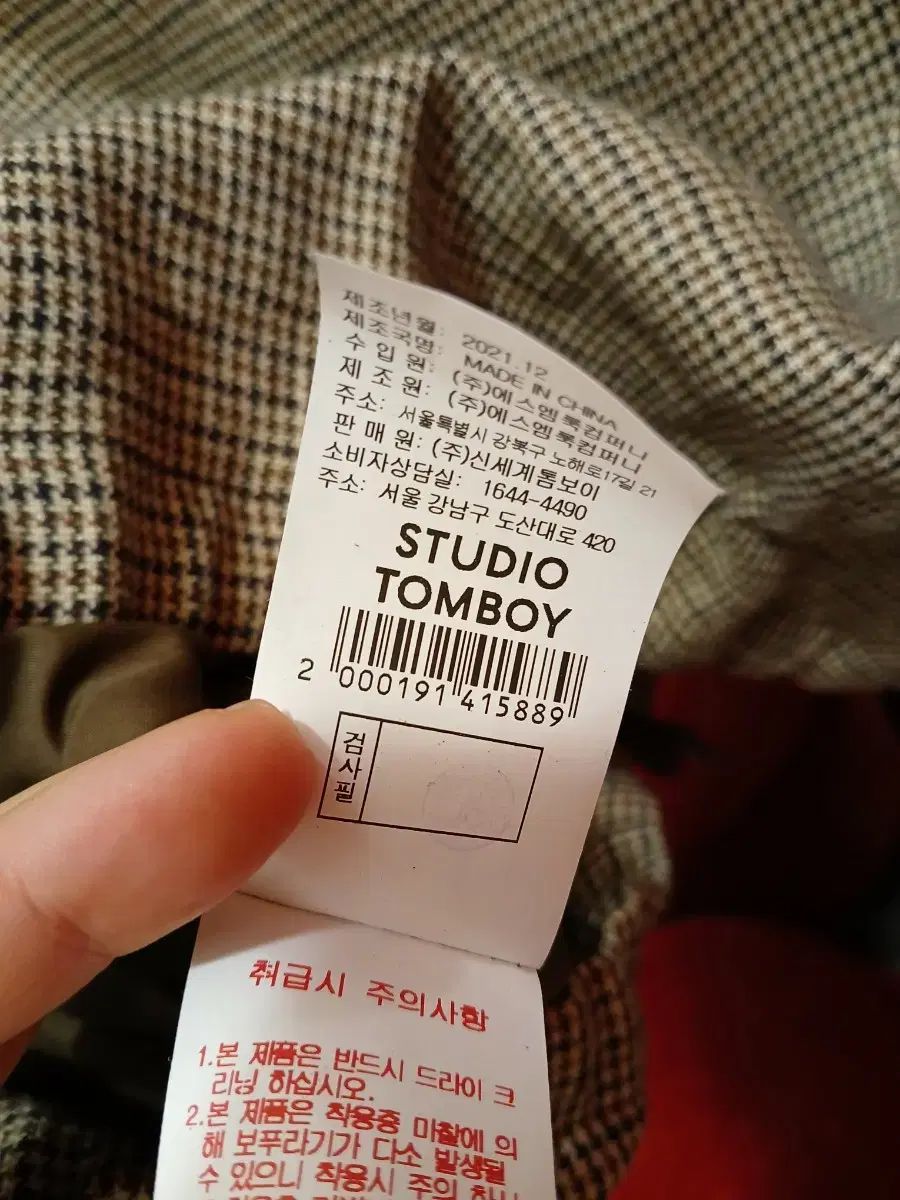 제조년월: 2021. 12
제조국명: MADE IN CHINA
수 입 원: (주)에스엠룩컴퍼니
제 조 원: (주)에스엠룩컴퍼니
주소: 서울특별시 강북구 노해로17길 21
판 매 원: (주)신세계톰보이
소비자상담실: 1644-4490
주소: 서울 강남구 도산대로 420
STUDIO
TOMBOY
2 000191 415889
검사필
취급시 주의사항
1.본 제품은 반드시 드라이 크
리닝 하십시오.
2.본 제품은 착용중 마찰에 의
해 보푸라기가 다소 발생될
수 있으니 착용시 주의